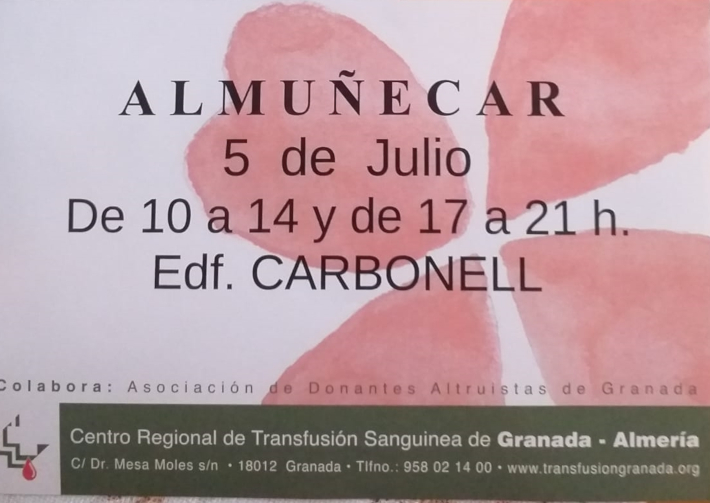 ALMUÑECAR
5 de Julio
De 10 a 14 y de 17 a 21 h.
Edf. CARBONELL
Colabora: Asociación de Donantes Altruistas de Granada
Centro Regional de Transfusión Sanguinea de Granada - Almería
C/ Dr. Mesa Moles s/n • 18012 Granada • Tlfno.: 958 02 14 00 • www.transfusiongranada.org